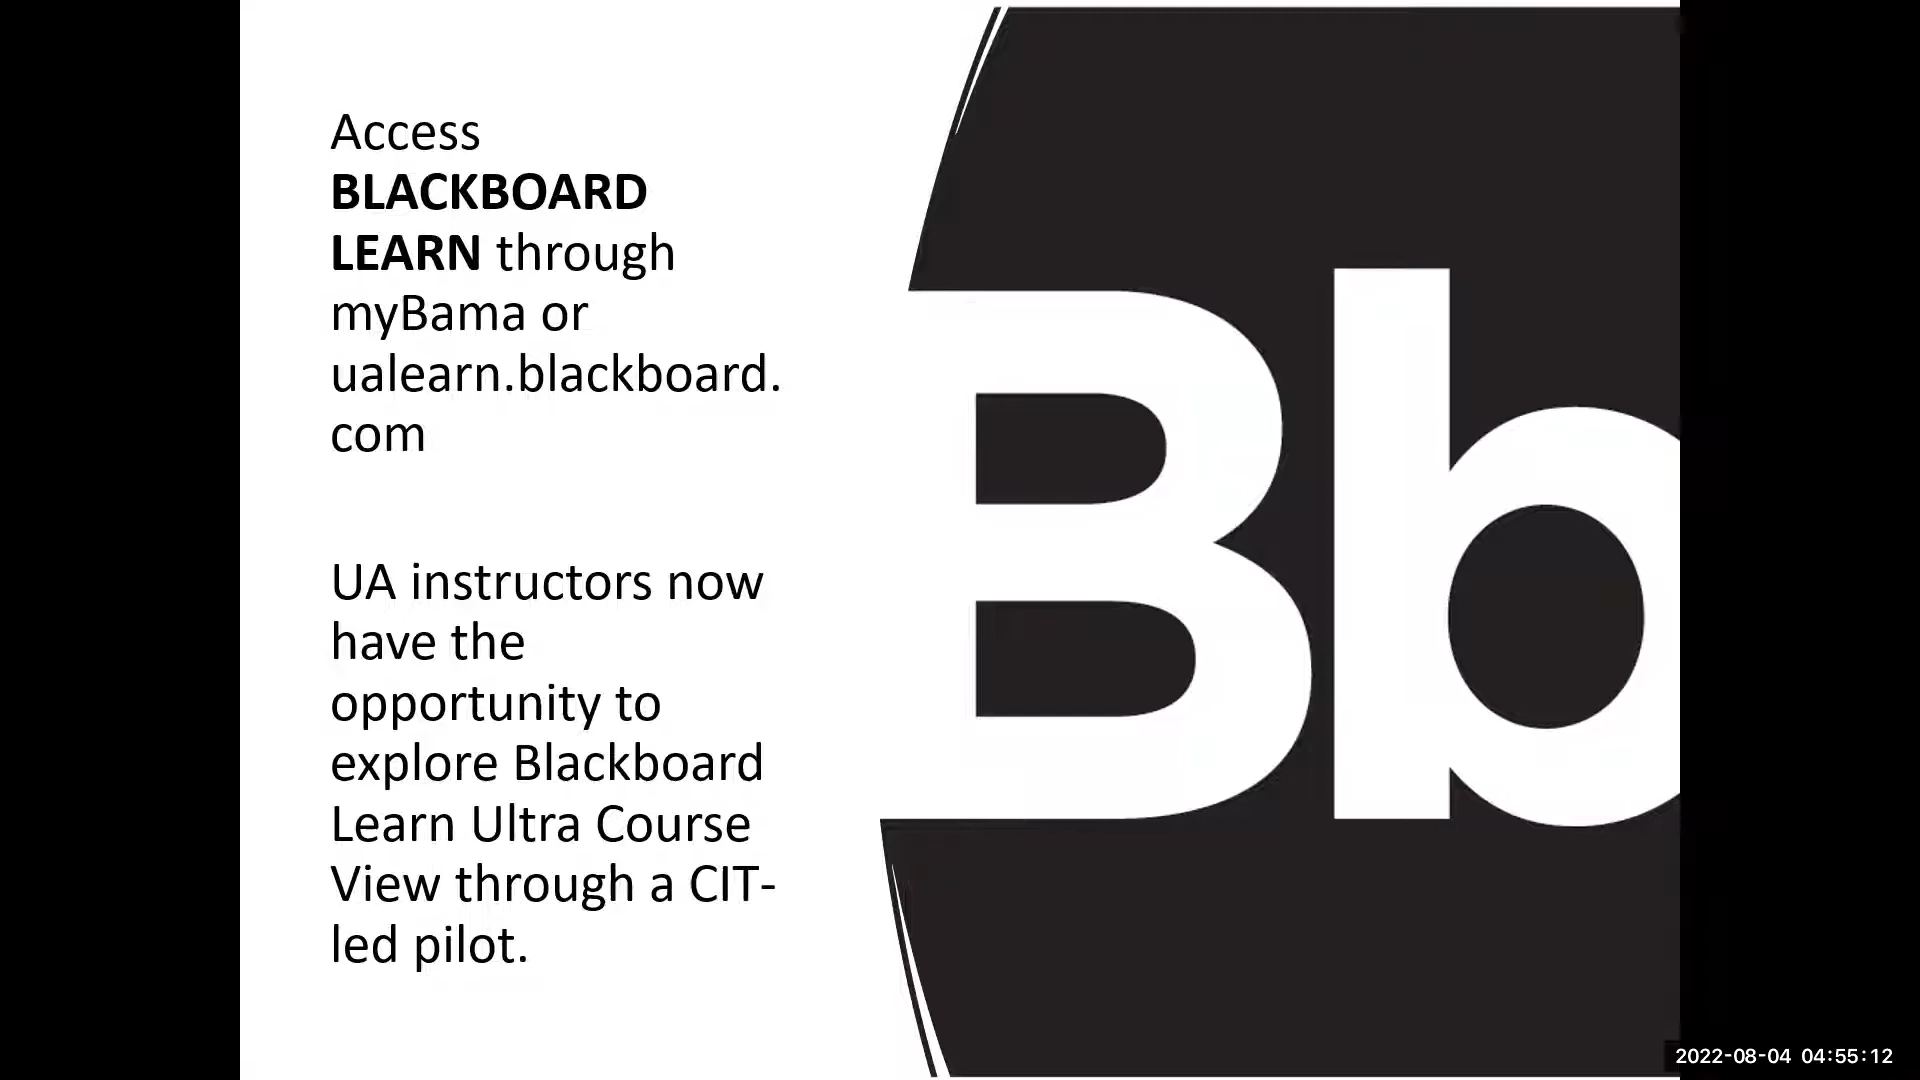 Access
BLACKBOARD
LEARN through
myBama or
ualearn.blackboard.
com
UA instructors now
have the
opportunity to
explore Blackboard
Learn Ultra Course
View through a CIT-
led pilot.
Bb
2022-08-04 04:55:12